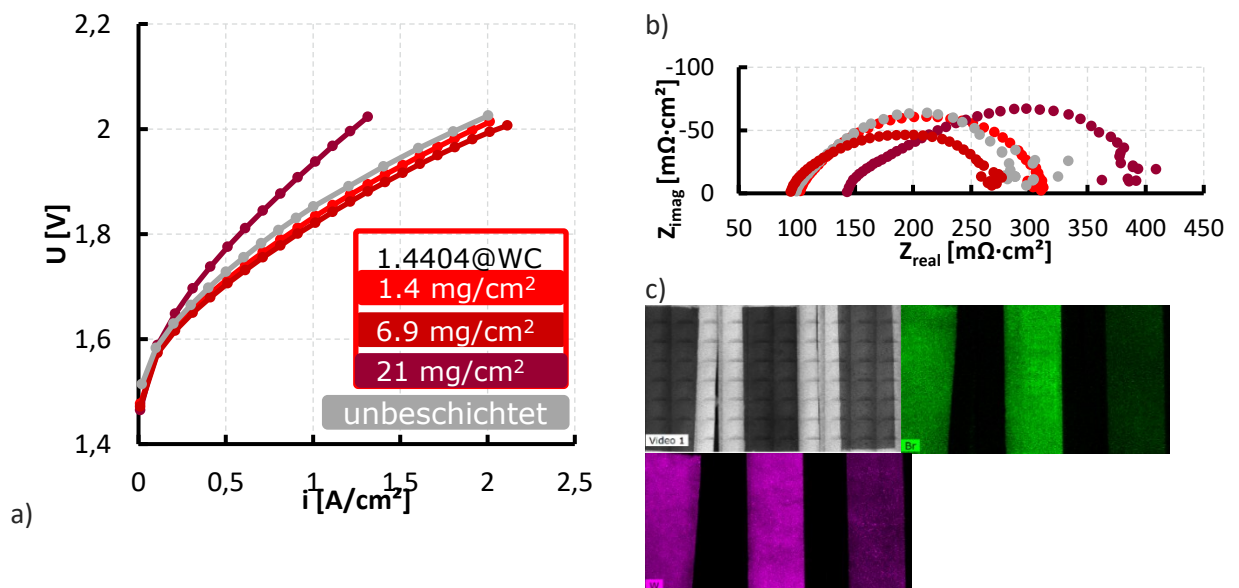 a)
U [V]
2,2
2
1,8
1,6
1,4
0
0,5
1
1,5
2
2,5
i [A/cm²]
1.4404@WC
1.4 mg/cm²
6.9 mg/cm²
21 mg/cm²
unbeschichtet
b)
Z_imag [mΩ·cm²]
-100
-50
0
50
100
150
200
250
300
350
400
450
Z_real [mΩ·cm²]
c)
Video 1
Br
W